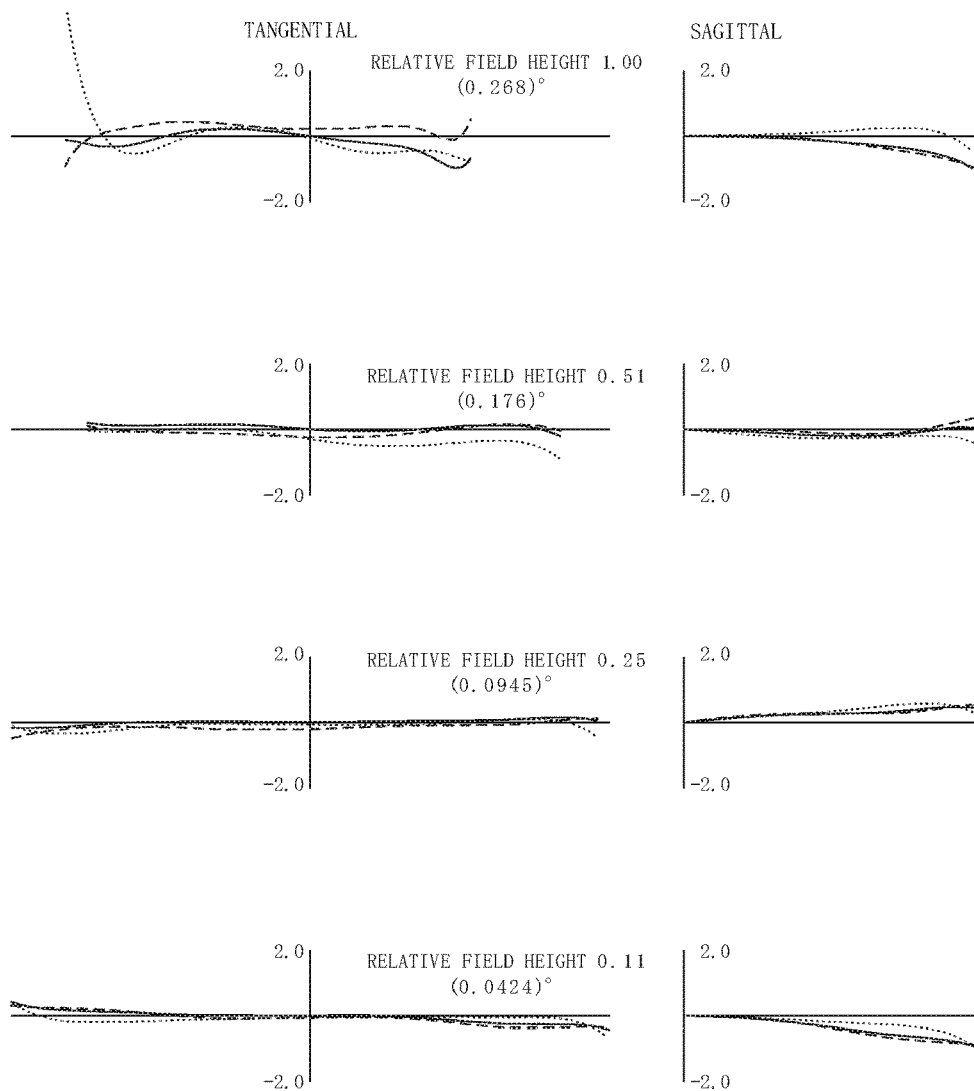 TANGENTIAL SAGITTAL
RELATIVE FIELD HEIGHT 1.00
(0.268)°
2.0 2.0
-2.0 -2.0
RELATIVE FIELD HEIGHT 0.51
(0.176)°
2.0 2.0
-2.0 -2.0
RELATIVE FIELD HEIGHT 0.25
(0.0945)°
2.0 2.0
-2.0 -2.0
RELATIVE FIELD HEIGHT 0.11
(0.0424)°
2.0 2.0
-2.0 -2.0